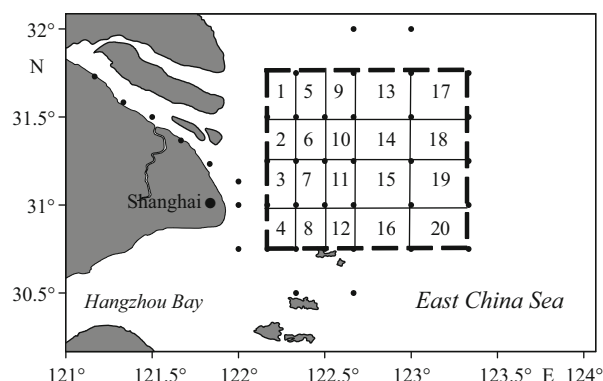 32°
N
1 5 9 13 17
31.5°
2 6 10 14 18
3 7 11 15 19
Shanghai
31°
4 8 12 16 20
30.5°
Hangzhou Bay
East China Sea
121° 121.5° 122° 122.5° 123° 123.5° E 124°